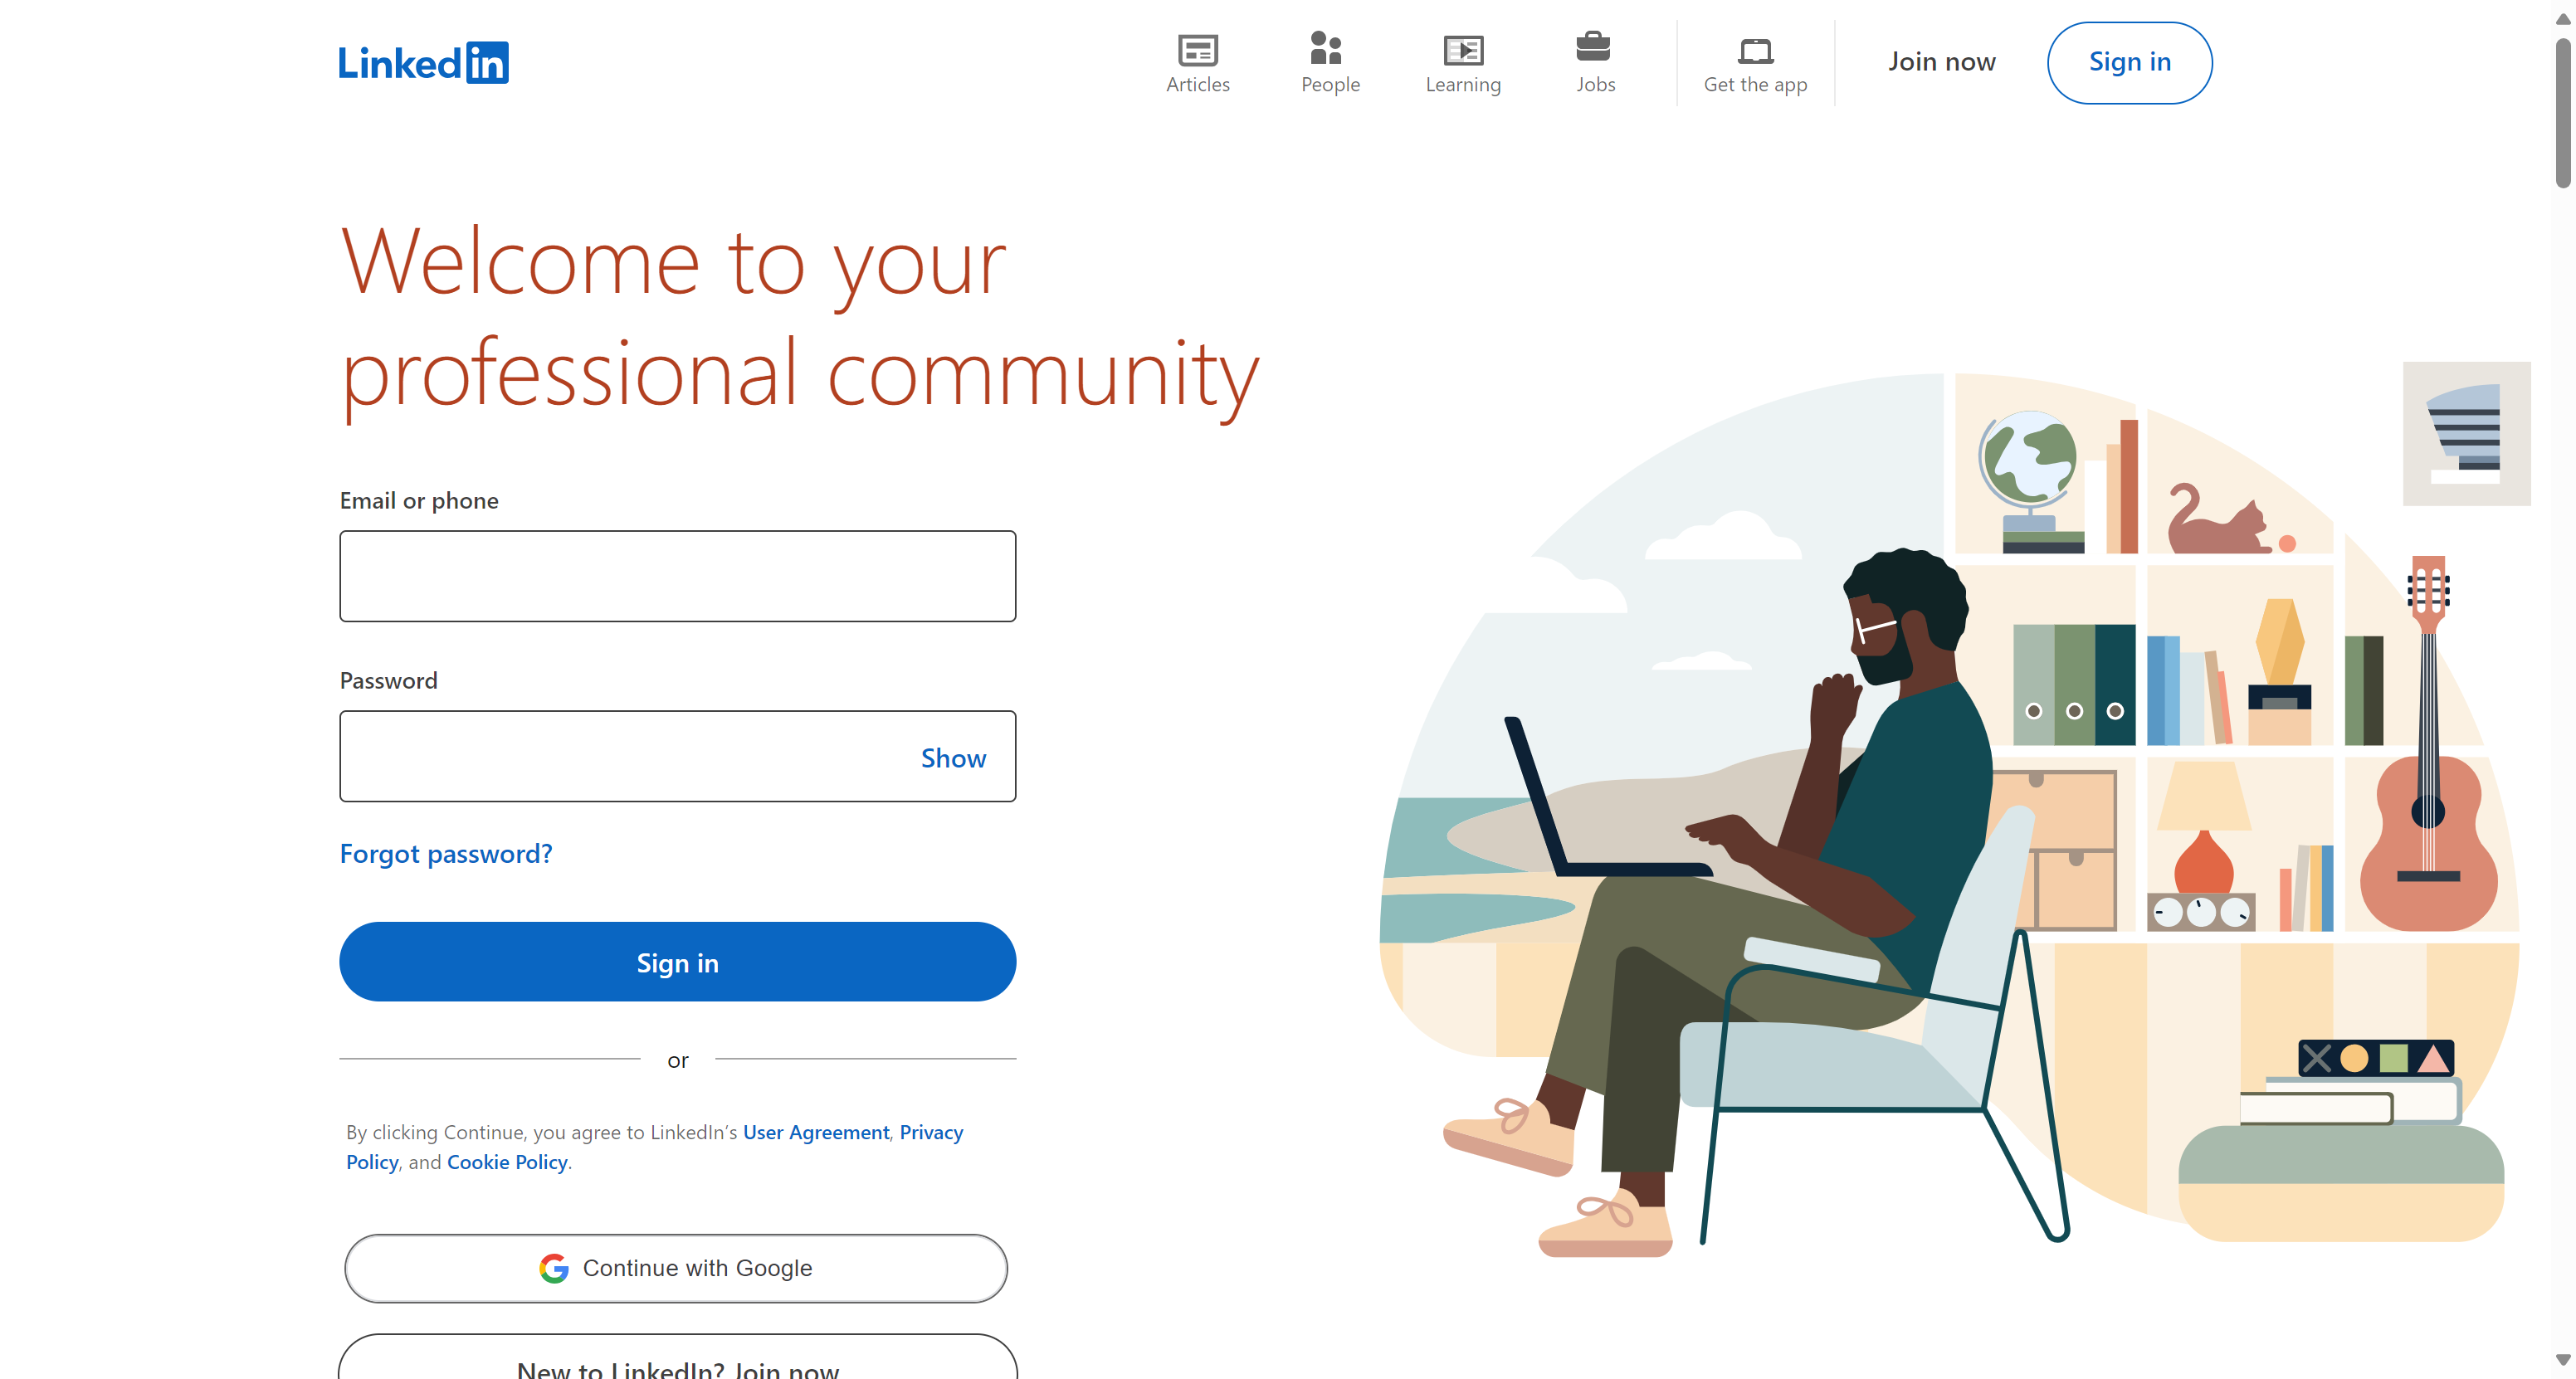 LinkedIn
Articles
People
Learning
Jobs
Get the app
Join now
Sign in
Welcome to your
professional community
Email or phone
Password
Show
Forgot password?
Sign in
or
By clicking Continue, you agree to LinkedIn’s User Agreement, Privacy
Policy, and Cookie Policy.
Continue with Google
New to LinkedIn? Join now